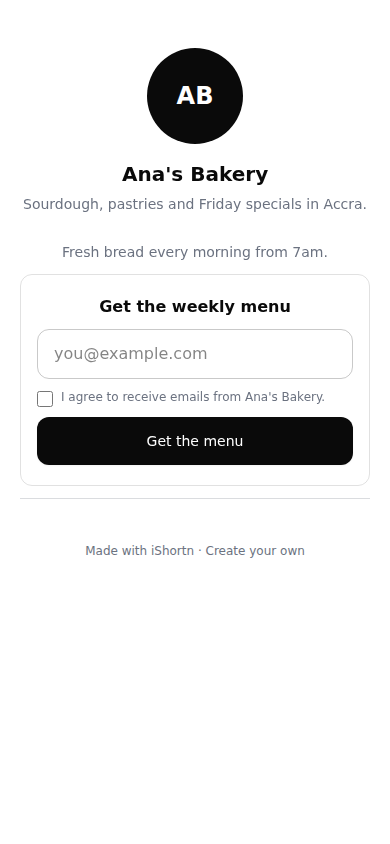 AB
Ana's Bakery
Sourdough, pastries and Friday specials in Accra.
Fresh bread every morning from 7am.
Get the weekly menu
you@example.com
I agree to receive emails from Ana's Bakery.
Get the menu
Made with iShortn · Create your own